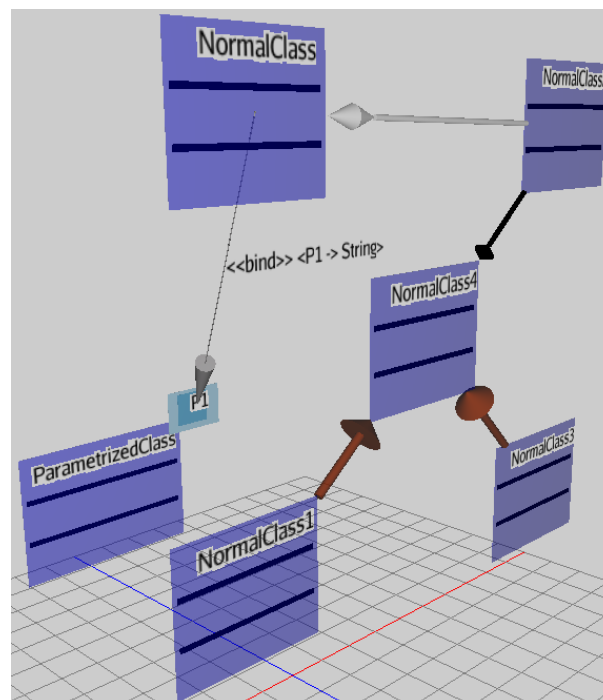 NormalClass
NormalClass
<<bind>> <P1 -> String>
NormalClass4
P1
ParametrizedClass
NormalClass3
NormalClass1